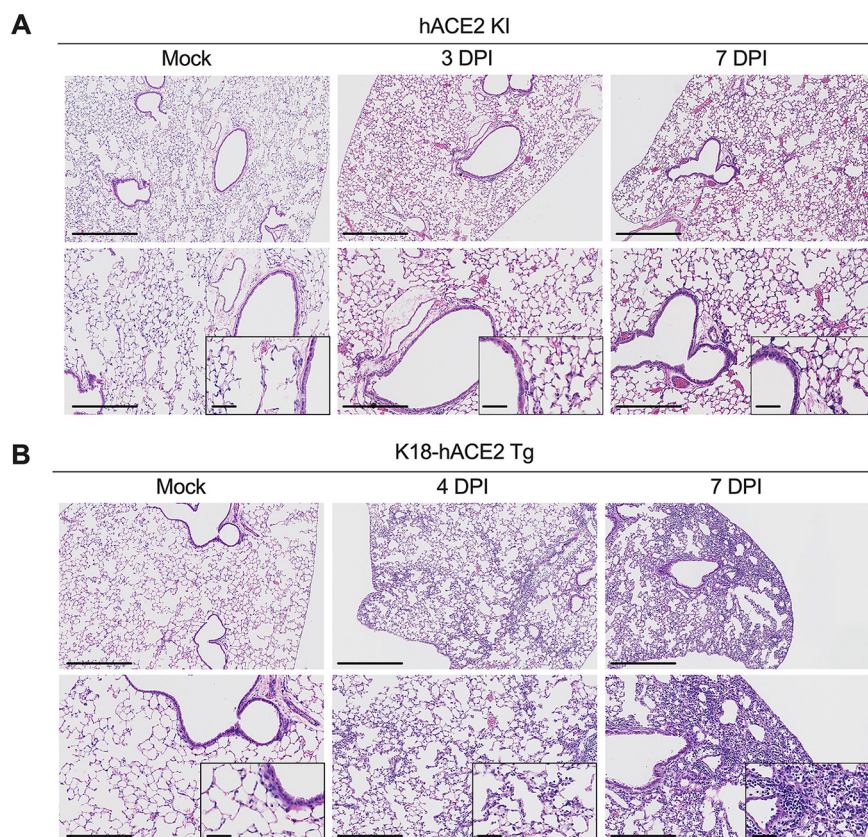 A
hACE2 KI
Mock 3 DPI 7 DPI
B
K18-hACE2 Tg
Mock 4 DPI 7 DPI